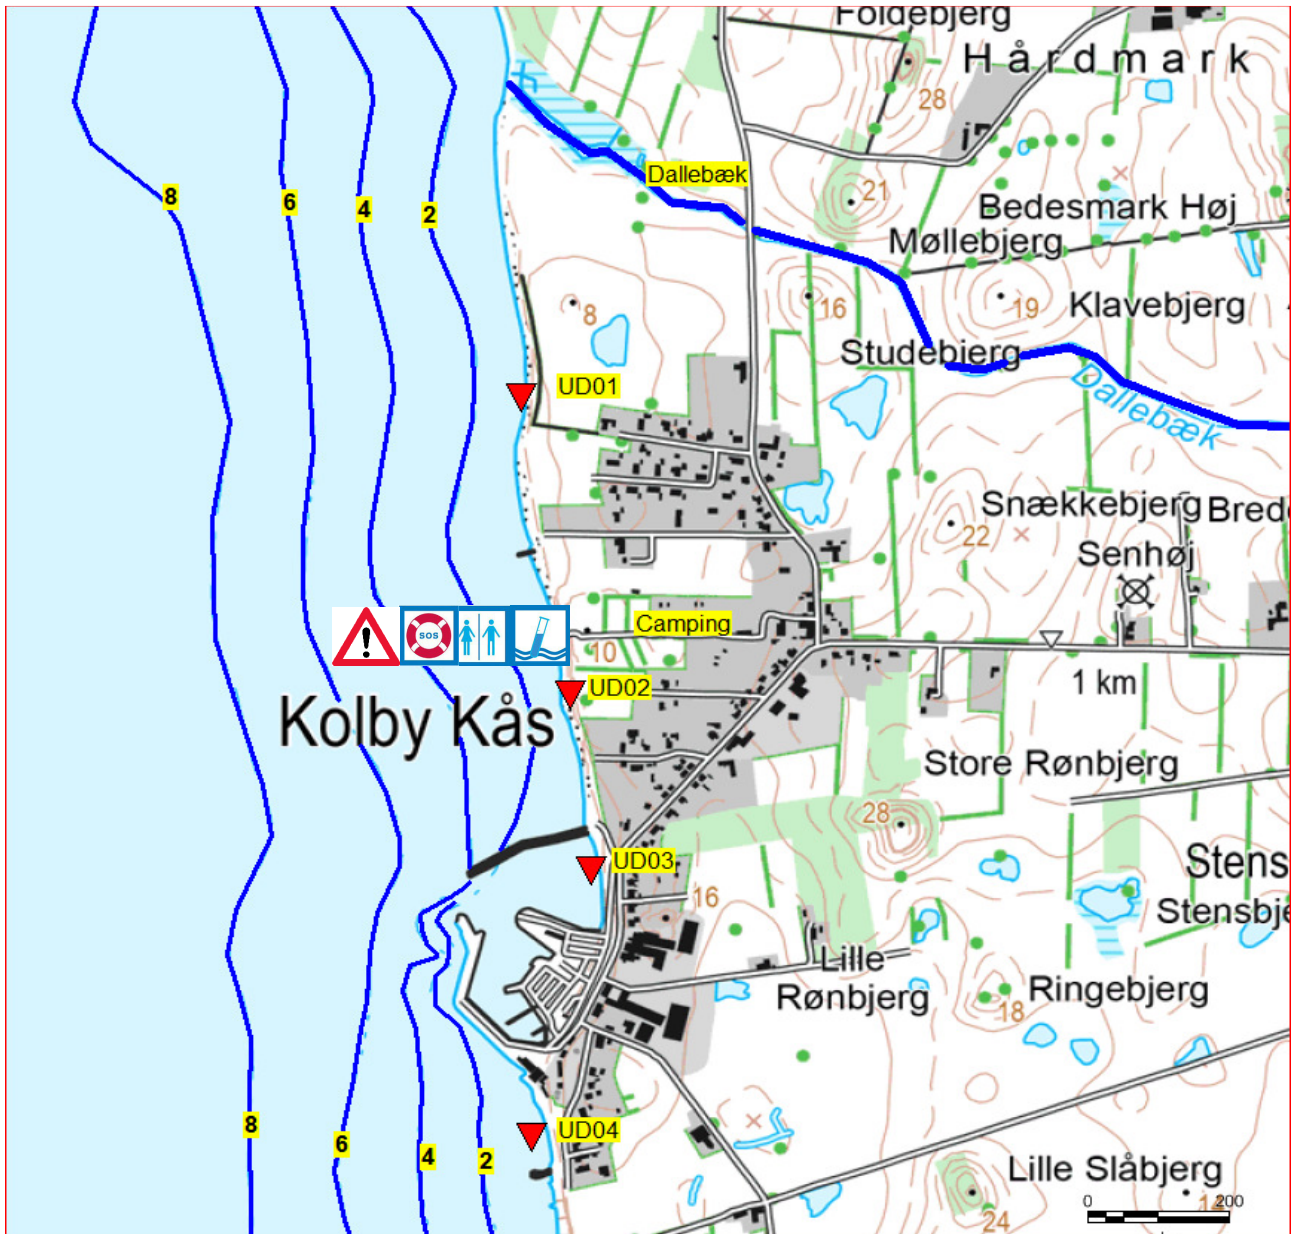 Foldebjerg
Hårdmark
28
Dallebæk
8
6
4
2
21
Bedesmark Høj
Møllebjerg
8
16
19
Klavebjerg
Studebjerg
UD01
Dallebæk
Snækkebjerg
22
Senhøj
SOS
Camping
10
UD02
1 km
Kolby Kås
Store Rønbjerg
28
UD03
16
Lille
Rønbjerg
Ringebjerg
18
8
6
4
2
UD04
Lille Slåbjerg
24
0
200